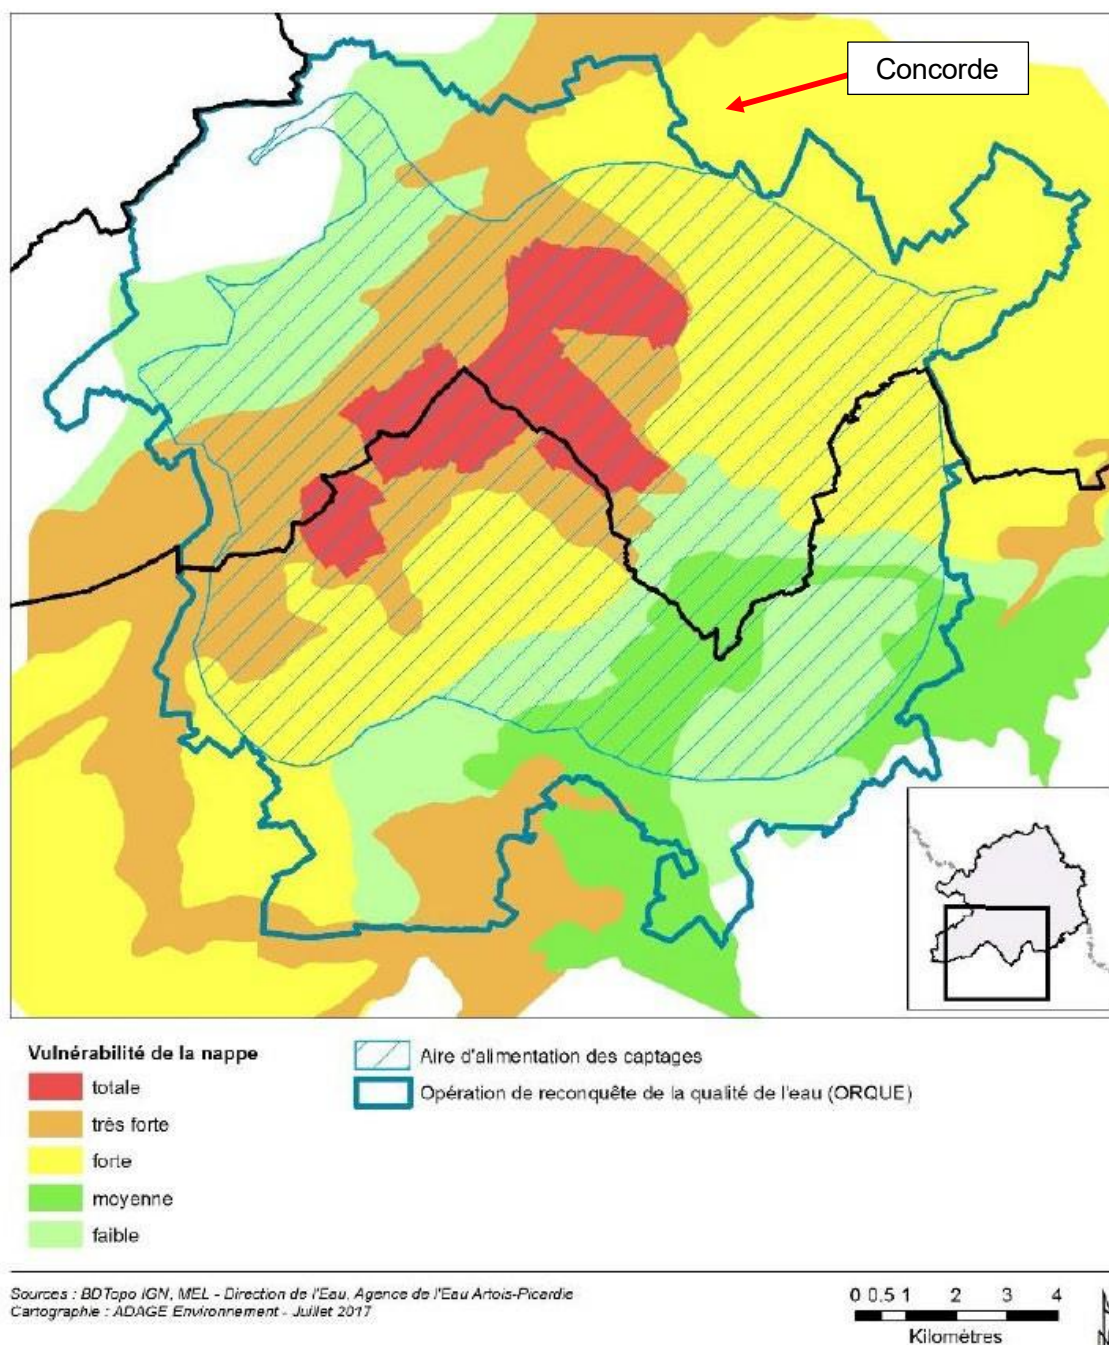 Concorde
Vulnérabilité de la nappe
totale
très forte
forte
moyenne
faible
Aire d'alimentation des captages
Opération de reconquête de la qualité de l'eau (ORQUE)
Sources : BDTopo IGN, MEL - Direction de l'Eau, Agence de l'Eau Artois-Picardie
Cartographie : ADAGE Environnement - Juillet 2017
0 0.5 1 2 3 4
Kilomètres